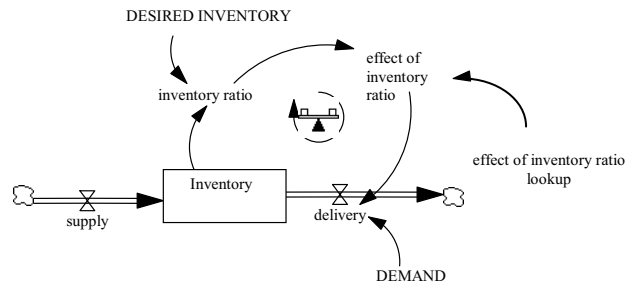 DESIRED INVENTORY
effect of
inventory
ratio
inventory ratio
effect of inventory ratio
lookup
Inventory
supply
delivery
DEMAND